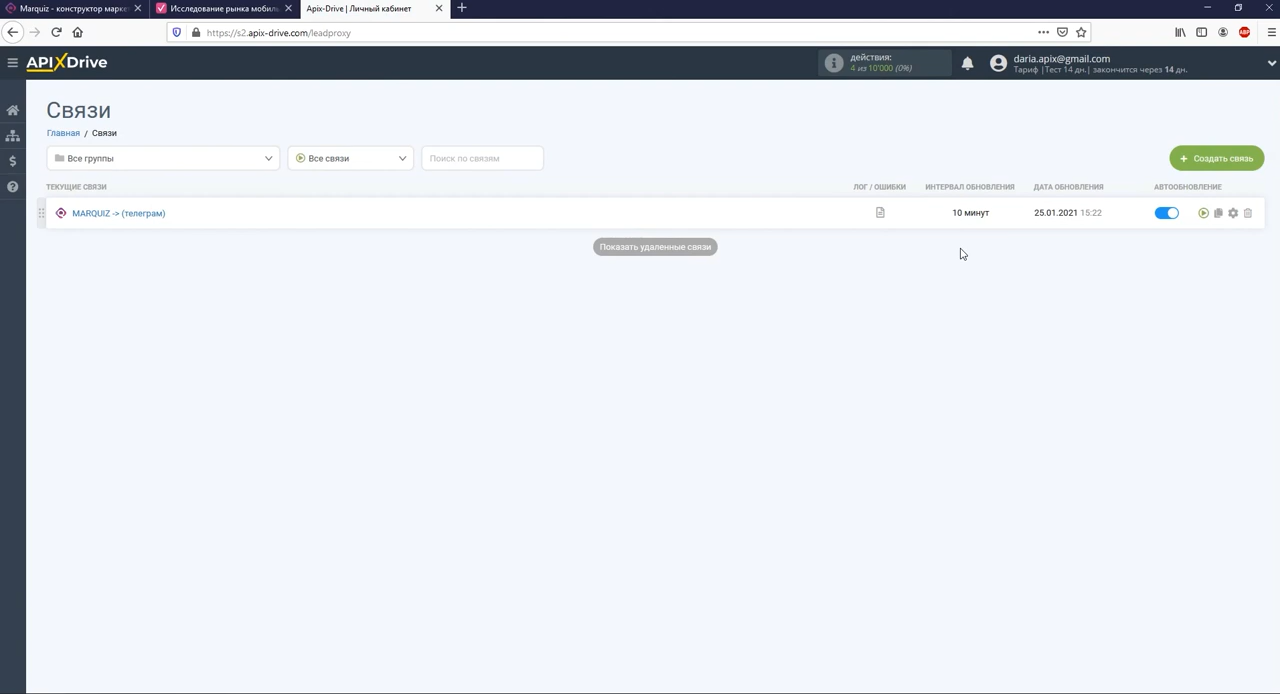 Marquiz - конструктор марке
Исследование рынка мобиль
Apix-Drive | Личный кабинет
https://s2.apix-drive.com/leadproxy
ABP
APIXDrive
действия:
4 из 10'000 (0%)
daria.apix@gmail.com
Тариф |Тест 14 дн.| закончится через 14 дн.
Связи
Главная / Связи
Все группы
Все связи
Поиск по связям
+ Создать связь
ТЕКУЩИЕ СВЯЗИ
ЛОГ / ОШИБКИ
ИНТЕРВАЛ ОБНОВЛЕНИЯ
ДАТА ОБНОВЛЕНИЯ
АВТООБНОВЛЕНИЕ
MARQUIZ -> (телеграм)
10 минут
25.01.2021 15:22
Показать удаленные связи